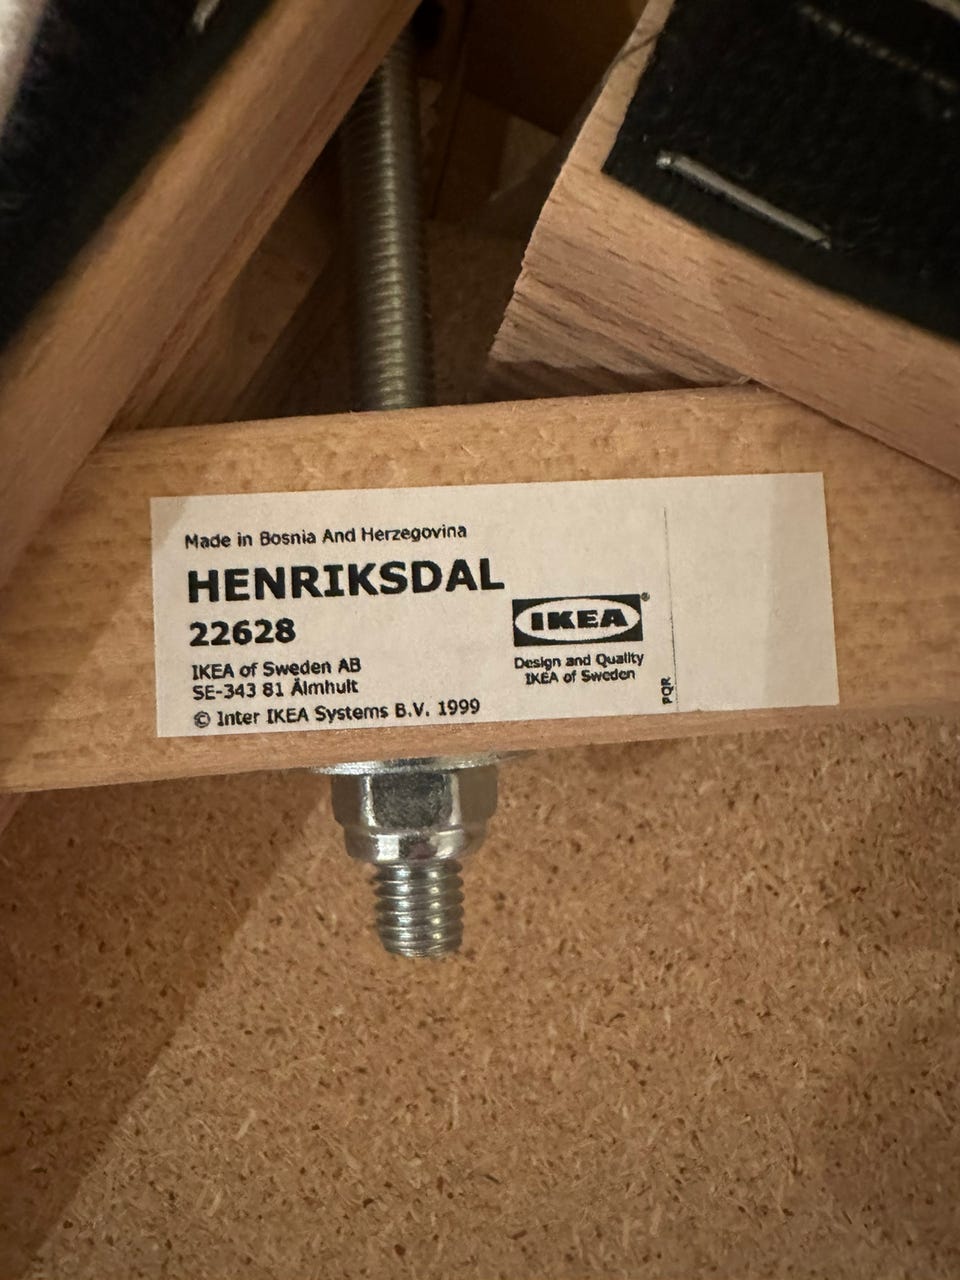 Made in Bosnia And Herzegovina
HENRIKSDAL
22628
IKEA of Sweden AB
SE-343 81 Älmhult
© Inter IKEA Systems B.V. 1999
IKEA®
Design and Quality
IKEA of Sweden
PQR